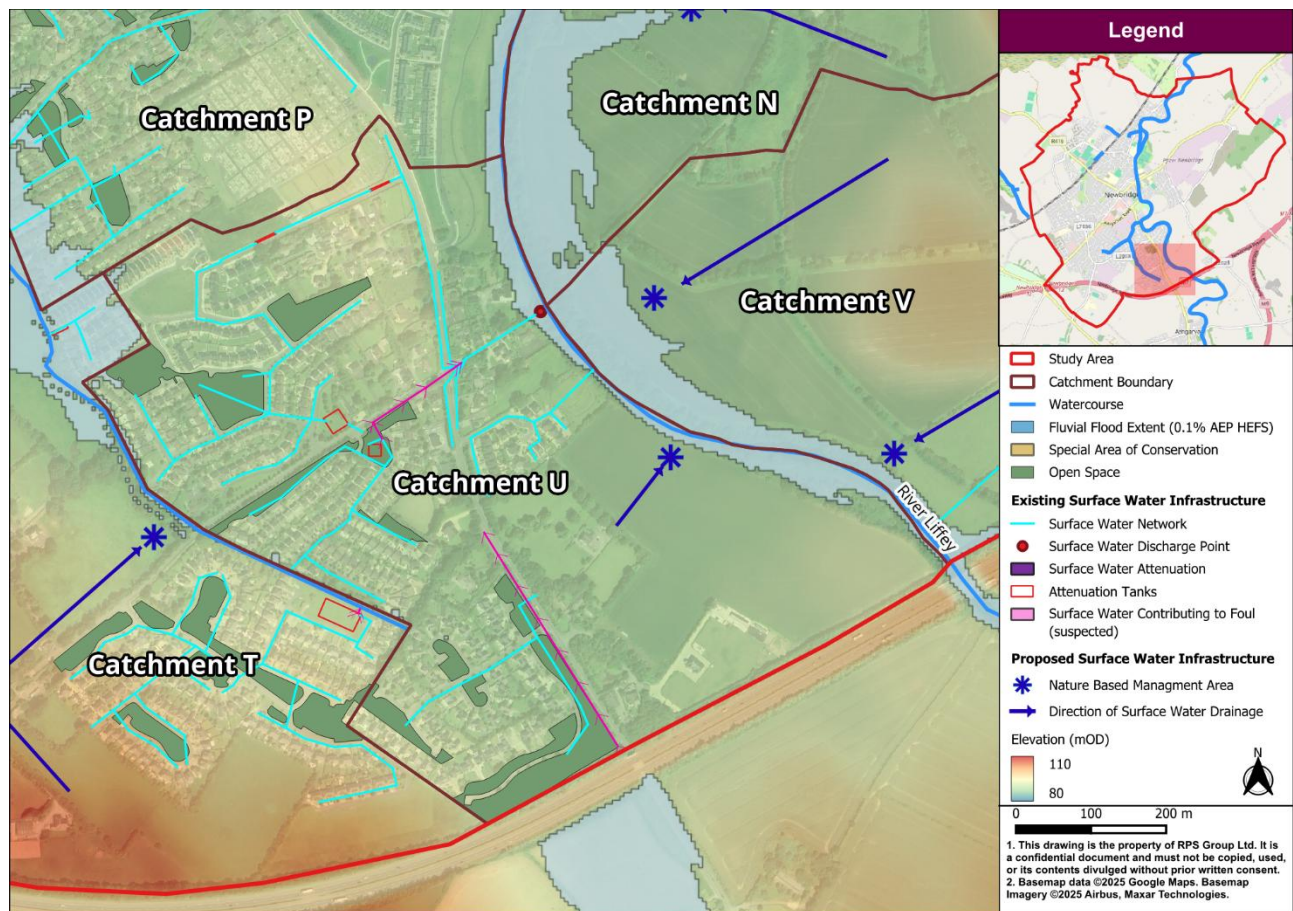 Catchment P
Catchment N
Catchment V
Catchment U
River Liffey
Catchment T
Legend
Newbridge
Study Area
Catchment Boundary
Watercourse
Fluvial Flood Extent (0.1% AEP HEFS)
Special Area of Conservation
Open Space
Existing Surface Water Infrastructure
Surface Water Network
Surface Water Discharge Point
Surface Water Attenuation
Attenuation Tanks
Surface Water Contributing to Foul
(suspected)
Proposed Surface Water Infrastructure
Nature Based Managment Area
Direction of Surface Water Drainage
Elevation (mOD)
110
80
N
0 100 200 m
1. This drawing is the property of RPS Group Ltd. It is
a confidential document and must not be copied, used,
or its contents divulged without prior written consent.
2. Basemap data ©2025 Google Maps. Basemap
Imagery ©2025 Airbus, Maxar Technologies.